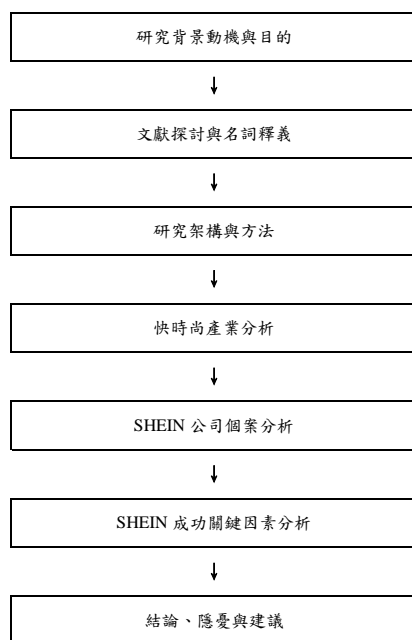 研究背景動機與目的
文獻探討與名詞釋義
研究架構與方法
快時尚產業分析
SHEIN 公司個案分析
SHEIN 成功關鍵因素分析
結論、隱憂與建議